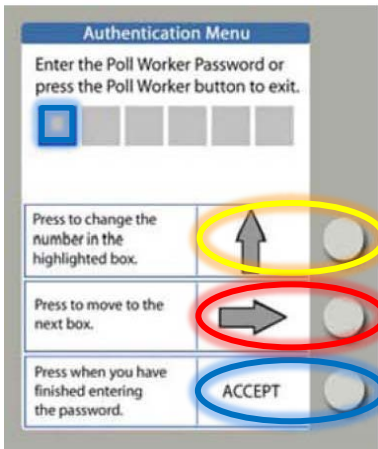 Authentication Menu
Enter the Poll Worker Password or
press the Poll Worker button to exit.
Press to change the
number in the
highlighted box.
Press to move to the
next box.
Press when you have
finished entering
the password.
ACCEPT